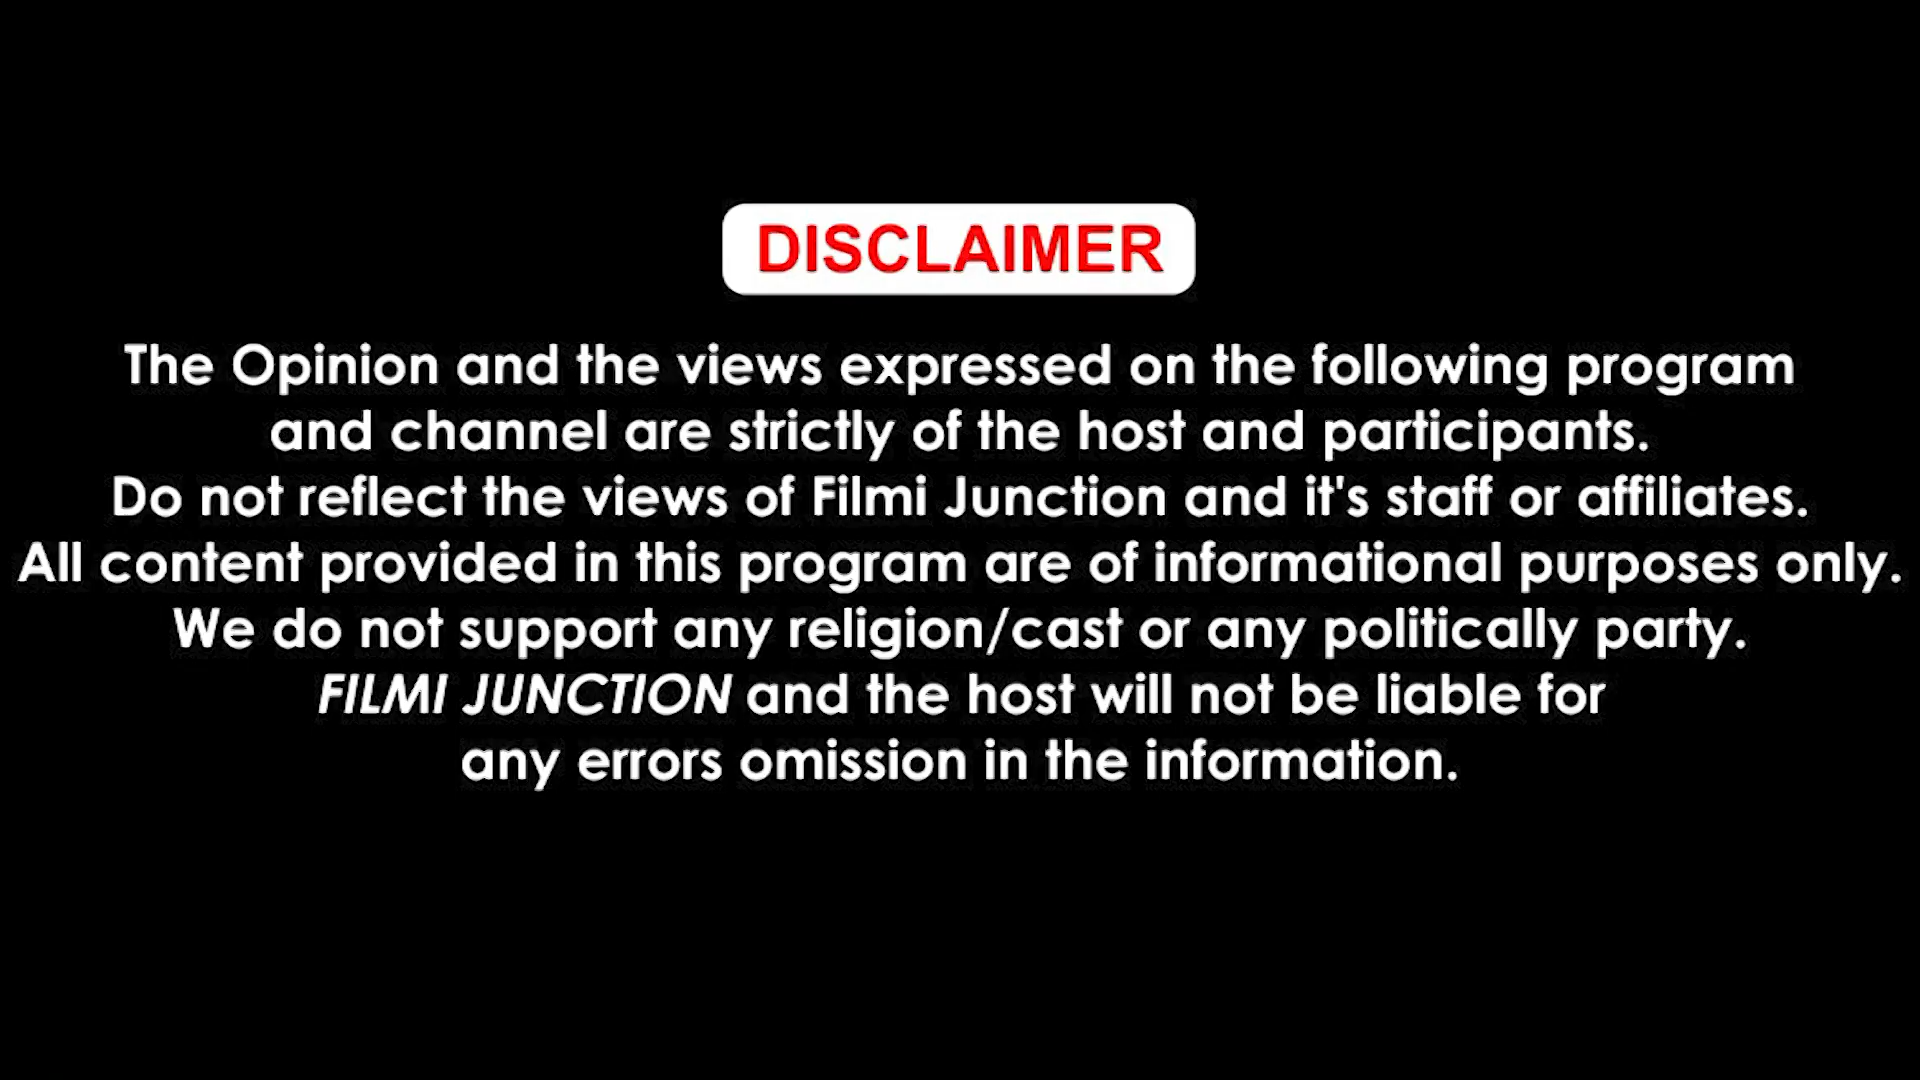 DISCLAIMER
The Opinion and the views expressed on the following program
and channel are strictly of the host and participants.
Do not reflect the views of Filmi Junction and it's staff or affiliates.
All content provided in this program are of informational purposes only.
We do not support any religion/cast or any politically party.
FILMI JUNCTION and the host will not be liable for
any errors omission in the information.